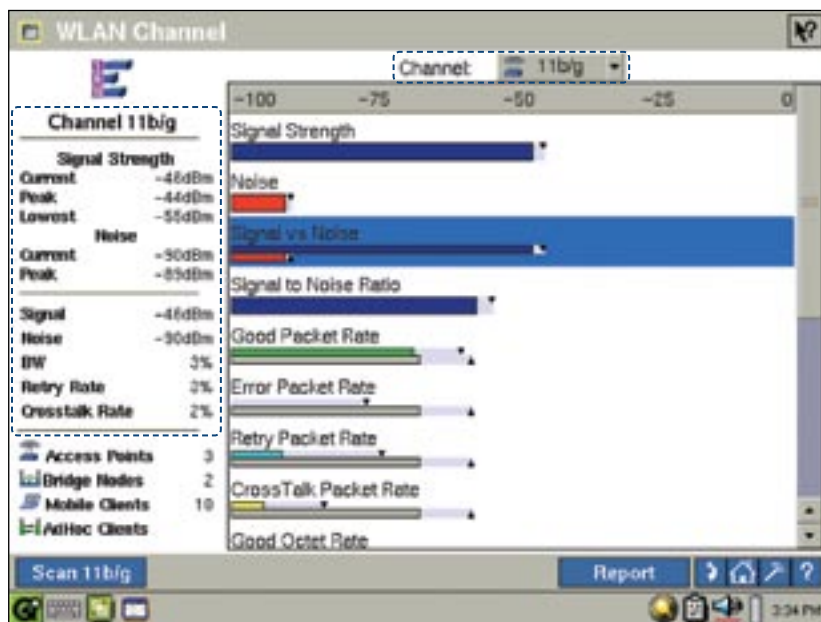 WLAN Channel
Channel: 11b/g
-100 -75 -50 -25 0
Channel 11b/g
Signal Strength
Current -46dBm
Peak -44dBm
Lowest -55dBm
Noise
Current -90dBm
Peak -89dBm
Signal -46dBm
Noise -90dBm
BW 3%
Retry Rate 3%
Crosstalk Rate 2%
Access Points 3
Bridge Nodes 2
Mobile Clients 10
AdHoc Clients
Signal Strength
Noise
Signal vs Noise
Signal to Noise Ratio
Good Packet Rate
Error Packet Rate
Retry Packet Rate
CrossTalk Packet Rate
Good Octet Rate
Scan 11b/g
Report
?
3:34 PM